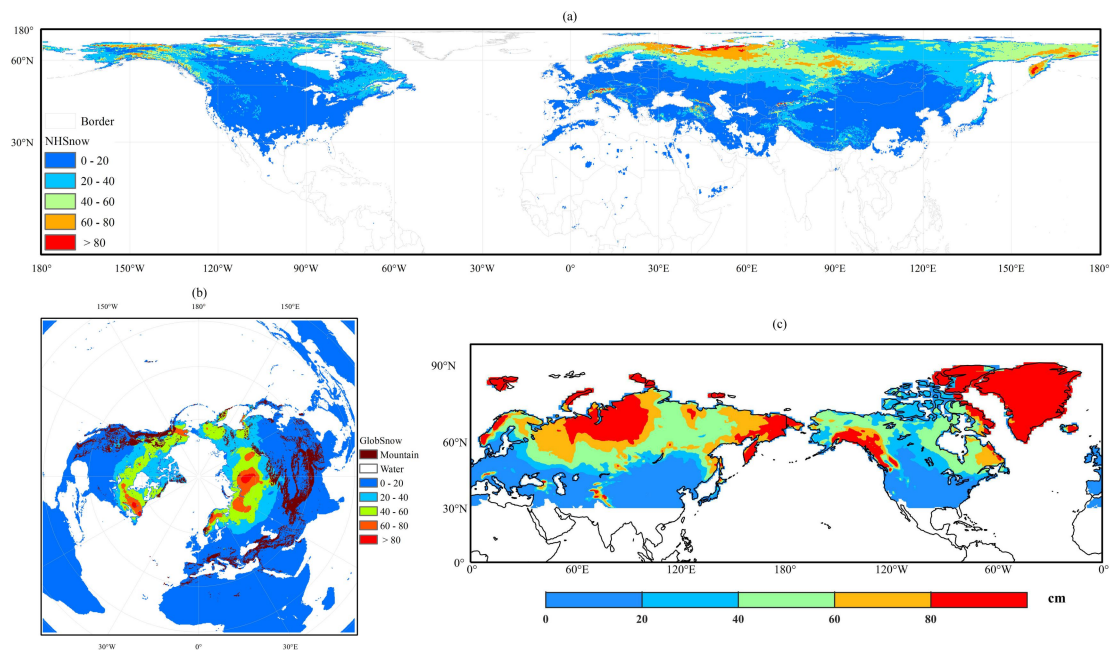 (a)
180°
60°N
30°N
Border
NHSnow
0 - 20
20 - 40
40 - 60
60 - 80
> 80
180° 150°W 120°W 90°W 60°W 30°W 0° 30°E 60°E 90°E 120°E 150°E 180°
(b)
150°W 180° 150°E
GlobSnow
Mountain
Water
0 - 20
20 - 40
40 - 60
60 - 80
> 80
30°W 0° 30°E
(c)
90°N
60°N
30°N
0°
0° 60°E 120°E 180° 120°W 60°W 0°
cm
0 20 40 60 80